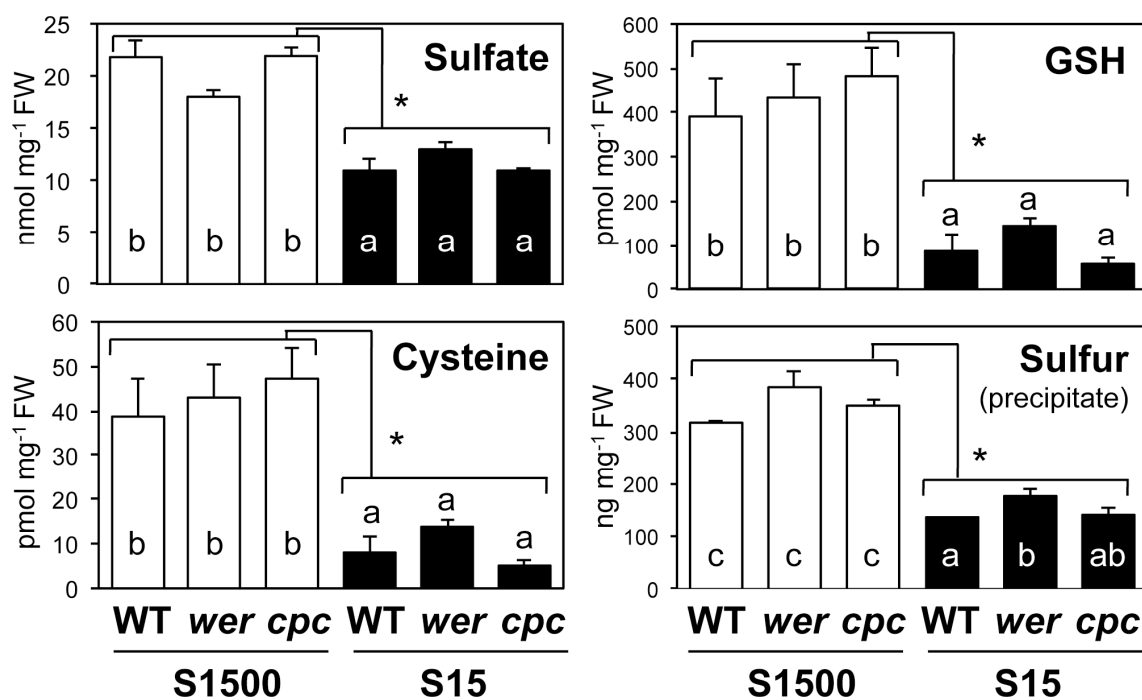 Sulfate
nmol mg⁻¹ FW
25
20
15
10
5
0
*
b b b a a a
GSH
pmol mg⁻¹ FW
600
500
400
300
200
100
0
*
b b b a a a
Cysteine
pmol mg⁻¹ FW
60
50
40
30
20
10
0
*
b b b a a a
WT wer cpc WT wer cpc
S1500 S15
Sulfur
(precipitate)
ng mg⁻¹ FW
500
400
300
200
100
0
*
c c c a b ab
WT wer cpc WT wer cpc
S1500 S15